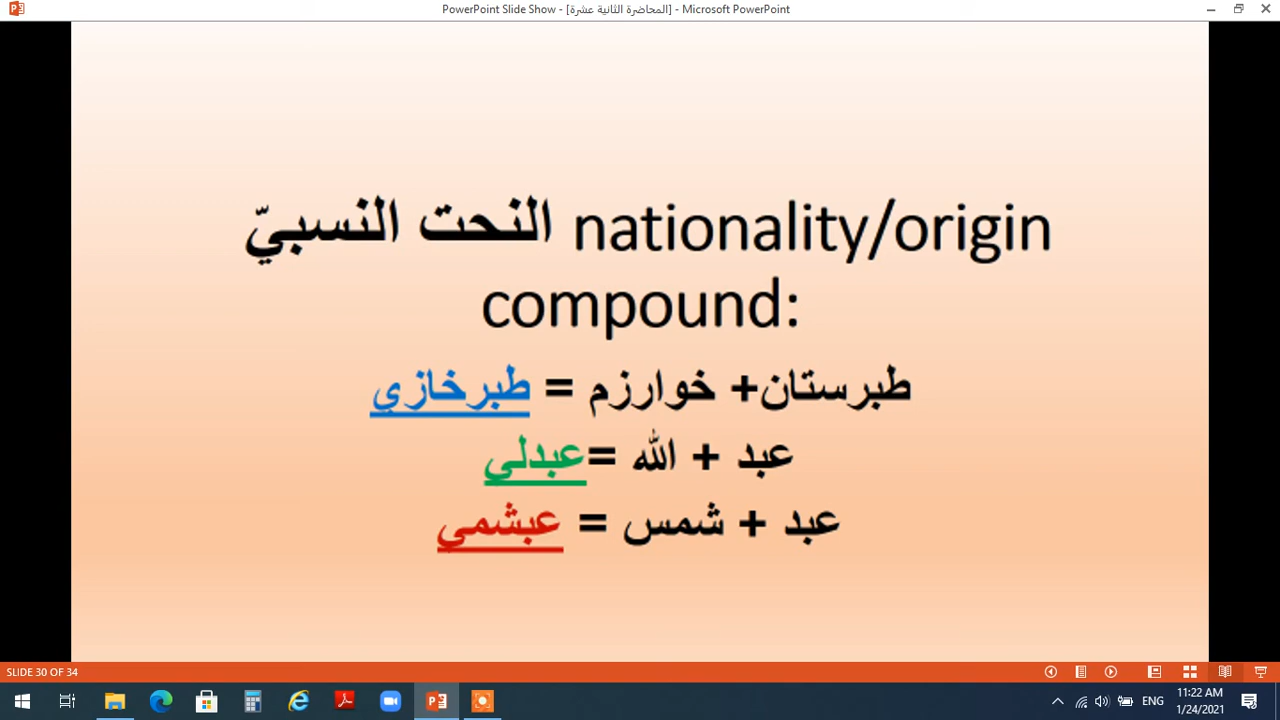 PowerPoint Slide Show - [المحاضرة الثانية عشرة] - Microsoft PowerPoint
النحت النسبيّ nationality/origin
compound:
طبرستان+ خوارزم = طبرخازي
عبد + الله =عبدلي
عبد + شمس = عبشمي
SLIDE 30 OF 34
ENG
11:22 AM
1/24/2021